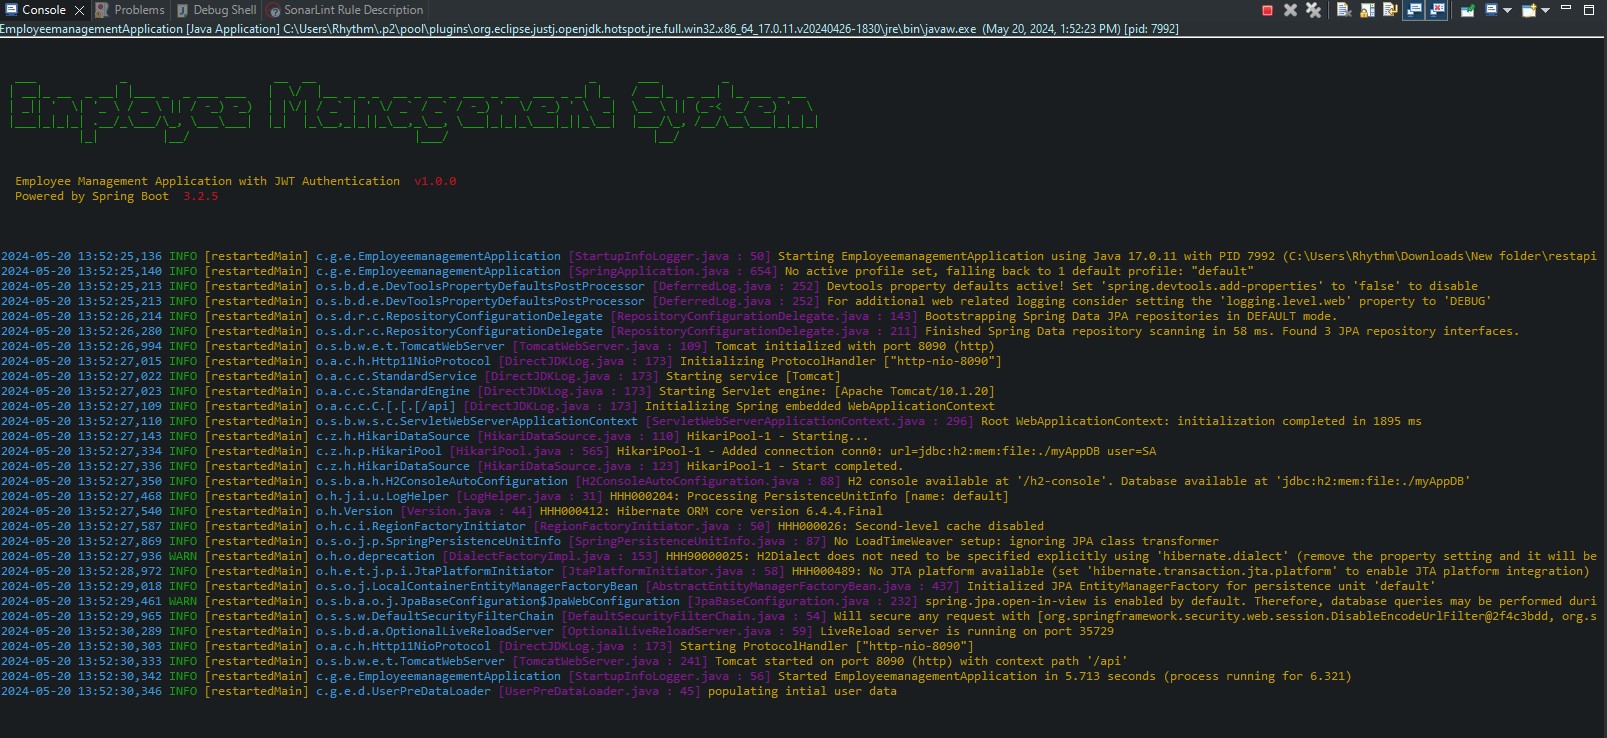 Console Problems Debug Shell SonarLint Rule Description
EmployeemanagementApplication [Java Application] C:\Users\Rhythm\.p2\pool\plugins\org.eclipse.justj.openjdk.hotspot.jre.full.win32.x86_64_17.0.11.v20240426-1830\jre\bin\javaw.exe (May 20, 2024, 1:52:23 PM) [pid: 7992]
Employee Management System
Employee Management Application with JWT Authentication v1.0.0
Powered by Spring Boot 3.2.5
2024-05-20 13:52:25,136 INFO [restartedMain] c.g.e.EmployeemanagementApplication [StartupInfoLogger.java : 50] Starting EmployeemanagementApplication using Java 17.0.11 with PID 7992 (C:\Users\Rhythm\Downloads\New folder\restapi
2024-05-20 13:52:25,140 INFO [restartedMain] c.g.e.EmployeemanagementApplication [SpringApplication.java : 654] No active profile set, falling back to 1 default profile: "default"
2024-05-20 13:52:25,213 INFO [restartedMain] o.s.b.d.e.DevToolsPropertyDefaultsPostProcessor [DeferredLog.java : 252] Devtools property defaults active! Set 'spring.devtools.add-properties' to 'false' to disable
2024-05-20 13:52:25,213 INFO [restartedMain] o.s.b.d.e.DevToolsPropertyDefaultsPostProcessor [DeferredLog.java : 252] For additional web related logging consider setting the 'logging.level.web' property to 'DEBUG'
2024-05-20 13:52:26,214 INFO [restartedMain] o.s.d.r.c.RepositoryConfigurationDelegate [RepositoryConfigurationDelegate.java : 143] Bootstrapping Spring Data JPA repositories in DEFAULT mode.
2024-05-20 13:52:26,280 INFO [restartedMain] o.s.d.r.c.RepositoryConfigurationDelegate [RepositoryConfigurationDelegate.java : 211] Finished Spring Data repository scanning in 58 ms. Found 3 JPA repository interfaces.
2024-05-20 13:52:26,994 INFO [restartedMain] o.s.b.w.e.t.TomcatWebServer [TomcatWebServer.java : 109] Tomcat initialized with port 8090 (http)
2024-05-20 13:52:27,015 INFO [restartedMain] o.a.c.h.Http11NioProtocol [DirectJDKLog.java : 173] Initializing ProtocolHandler ["http-nio-8090"]
2024-05-20 13:52:27,022 INFO [restartedMain] o.a.c.c.StandardService [DirectJDKLog.java : 173] Starting service [Tomcat]
2024-05-20 13:52:27,023 INFO [restartedMain] o.a.c.c.StandardEngine [DirectJDKLog.java : 173] Starting Servlet engine: [Apache Tomcat/10.1.20]
2024-05-20 13:52:27,109 INFO [restartedMain] o.a.c.c.C.[.[.[/api] [DirectJDKLog.java : 173] Initializing Spring embedded WebApplicationContext
2024-05-20 13:52:27,110 INFO [restartedMain] o.s.b.w.s.c.ServletWebServerApplicationContext [ServletWebServerApplicationContext.java : 296] Root WebApplicationContext: initialization completed in 1895 ms
2024-05-20 13:52:27,143 INFO [restartedMain] c.z.h.HikariDataSource [HikariDataSource.java : 110] HikariPool-1 - Starting...
2024-05-20 13:52:27,334 INFO [restartedMain] c.z.h.p.HikariPool [HikariPool.java : 565] HikariPool-1 - Added connection conn0: url=jdbc:h2:mem:file:./myAppDB user=SA
2024-05-20 13:52:27,336 INFO [restartedMain] c.z.h.HikariDataSource [HikariDataSource.java : 123] HikariPool-1 - Start completed.
2024-05-20 13:52:27,350 INFO [restartedMain] o.s.b.a.h.H2ConsoleAutoConfiguration [H2ConsoleAutoConfiguration.java : 88] H2 console available at '/h2-console'. Database available at 'jdbc:h2:mem:file:./myAppDB'
2024-05-20 13:52:27,468 INFO [restartedMain] o.h.j.i.u.LogHelper [LogHelper.java : 31] HHH000204: Processing PersistenceUnitInfo [name: default]
2024-05-20 13:52:27,540 INFO [restartedMain] o.h.Version [Version.java : 44] HHH000412: Hibernate ORM core version 6.4.4.Final
2024-05-20 13:52:27,587 INFO [restartedMain] o.h.c.i.RegionFactoryInitiator [RegionFactoryInitiator.java : 50] HHH000026: Second-level cache disabled
2024-05-20 13:52:27,869 INFO [restartedMain] o.s.o.j.p.SpringPersistenceUnitInfo [SpringPersistenceUnitInfo.java : 87] No LoadTimeWeaver setup: ignoring JPA class transformer
2024-05-20 13:52:27,936 WARN [restartedMain] o.h.o.deprecation [DialectFactoryImpl.java : 153] HHH90000025: H2Dialect does not need to be specified explicitly using 'hibernate.dialect' (remove the property setting and it will be
2024-05-20 13:52:28,972 INFO [restartedMain] o.h.e.t.j.p.i.JtaPlatformInitiator [JtaPlatformInitiator.java : 58] HHH000489: No JTA platform available (set 'hibernate.transaction.jta.platform' to enable JTA platform integration)
2024-05-20 13:52:29,018 INFO [restartedMain] o.s.o.j.LocalContainerEntityManagerFactoryBean [AbstractEntityManagerFactoryBean.java : 437] Initialized JPA EntityManagerFactory for persistence unit 'default'
2024-05-20 13:52:29,461 WARN [restartedMain] o.s.b.a.o.j.JpaBaseConfiguration$JpaWebConfiguration [JpaBaseConfiguration.java : 232] spring.jpa.open-in-view is enabled by default. Therefore, database queries may be performed duri
2024-05-20 13:52:29,965 INFO [restartedMain] o.s.s.w.DefaultSecurityFilterChain [DefaultSecurityFilterChain.java : 54] Will secure any request with [org.springframework.security.web.session.DisableEncodeUrlFilter@2f4c3bdd, org.s
2024-05-20 13:52:30,289 INFO [restartedMain] o.s.b.d.a.OptionalLiveReloadServer [OptionalLiveReloadServer.java : 59] LiveReload server is running on port 35729
2024-05-20 13:52:30,303 INFO [restartedMain] o.a.c.h.Http11NioProtocol [DirectJDKLog.java : 173] Starting ProtocolHandler ["http-nio-8090"]
2024-05-20 13:52:30,333 INFO [restartedMain] o.s.b.w.e.t.TomcatWebServer [TomcatWebServer.java : 241] Tomcat started on port 8090 (http) with context path '/api'
2024-05-20 13:52:30,342 INFO [restartedMain] c.g.e.EmployeemanagementApplication [StartupInfoLogger.java : 56] Started EmployeemanagementApplication in 5.713 seconds (process running for 6.321)
2024-05-20 13:52:30,346 INFO [restartedMain] c.g.e.d.UserPreDataLoader [UserPreDataLoader.java : 45] populating intial user data